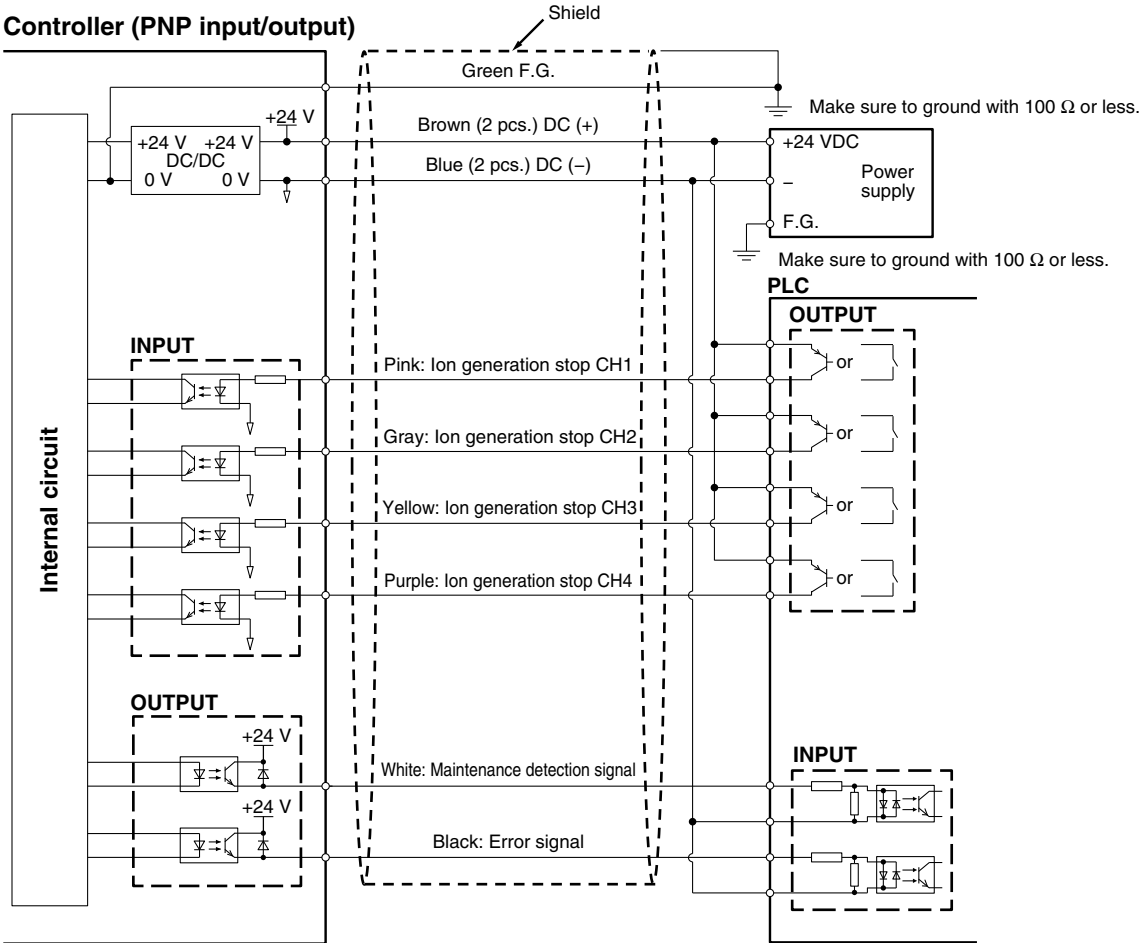 Shield
Controller (PNP input/output)
Green F.G.
Make sure to ground with 100 Ω or less.
+24 V
Brown (2 pcs.) DC (+)
+24 V +24 V
DC/DC
0 V 0 V
Blue (2 pcs.) DC (−)
+24 VDC
−
Power
supply
F.G.
Make sure to ground with 100 Ω or less.
PLC
OUTPUT
INPUT
Pink: Ion generation stop CH1
or
Gray: Ion generation stop CH2
or
Yellow: Ion generation stop CH3
or
Purple: Ion generation stop CH4
or
Internal circuit
OUTPUT
+24 V
INPUT
White: Maintenance detection signal
+24 V
Black: Error signal